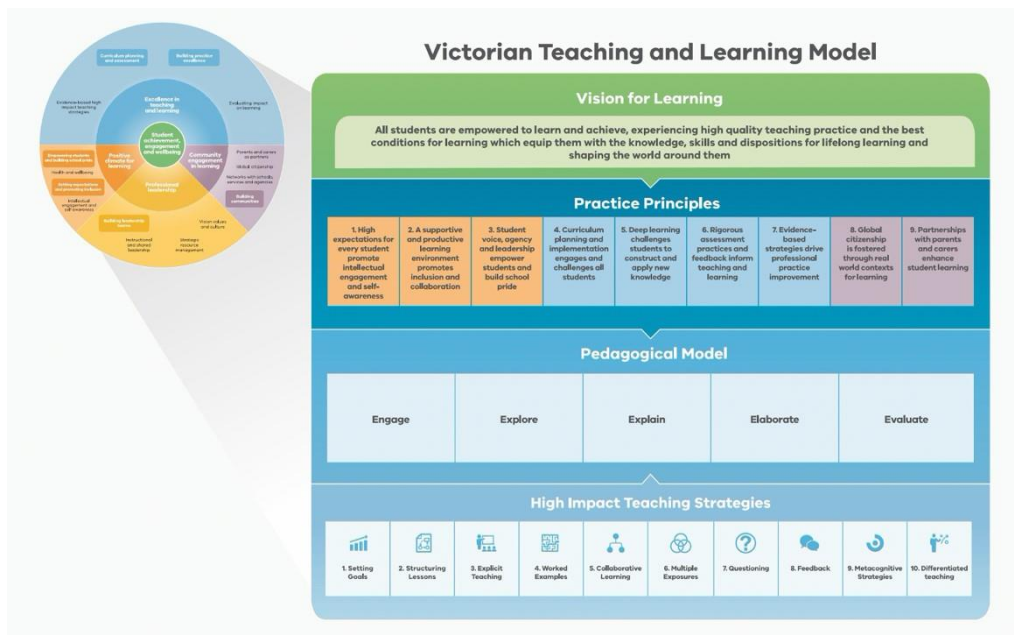 Victorian Teaching and Learning Model
Curriculum planning
and assessment
Building practice
excellence
Evidence-based high
impact teaching
strategies
Excellence in
teaching
and learning
Evaluating impact
on learning
Student
achievement,
engagement
and wellbeing
Empowering students
and building school pride
Health and wellbeing
Setting expectations
and promoting inclusion
Intellectual
engagement and
self-awareness
Positive
climate for
learning
Community
engagement
in learning
Parents and carers
as partners
Global citizenship
Networks with schools,
services and agencies
Building
communities
Professional
leadership
Building leadership
teams
Instructional
and shared
leadership
Strategic
resource
management
Vision values
and culture
Vision for Learning
All students are empowered to learn and achieve, experiencing high quality teaching practice and the best
conditions for learning which equip them with the knowledge, skills and dispositions for lifelong learning and
shaping the world around them
Practice Principles
1. High
expectations for
every student
promote
intellectual
engagement
and self-
awareness
2. A supportive
and productive
learning
environment
promotes
inclusion and
collaboration
3. Student
voice, agency
and leadership
empower
students and
build school
pride
4. Curriculum
planning and
implementation
engages and
challenges all
students
5. Deep learning
challenges
students to
construct and
apply new
knowledge
6. Rigorous
assessment
practices and
feedback inform
teaching and
learning
7. Evidence-
based
strategies drive
professional
practice
improvement
8. Global
citizenship
is fostered
through real
world contexts
for learning
9. Partnerships
with parents
and carers
enhance
student learning
Pedagogical Model
Engage
Explore
Explain
Elaborate
Evaluate
High Impact Teaching Strategies
1. Setting
Goals
2. Structuring
Lessons
3. Explicit
Teaching
4. Worked
Examples
5. Collaborative
Learning
6. Multiple
Exposures
7. Questioning
8. Feedback
9. Metacognitive
Strategies
10. Differentiated
teaching